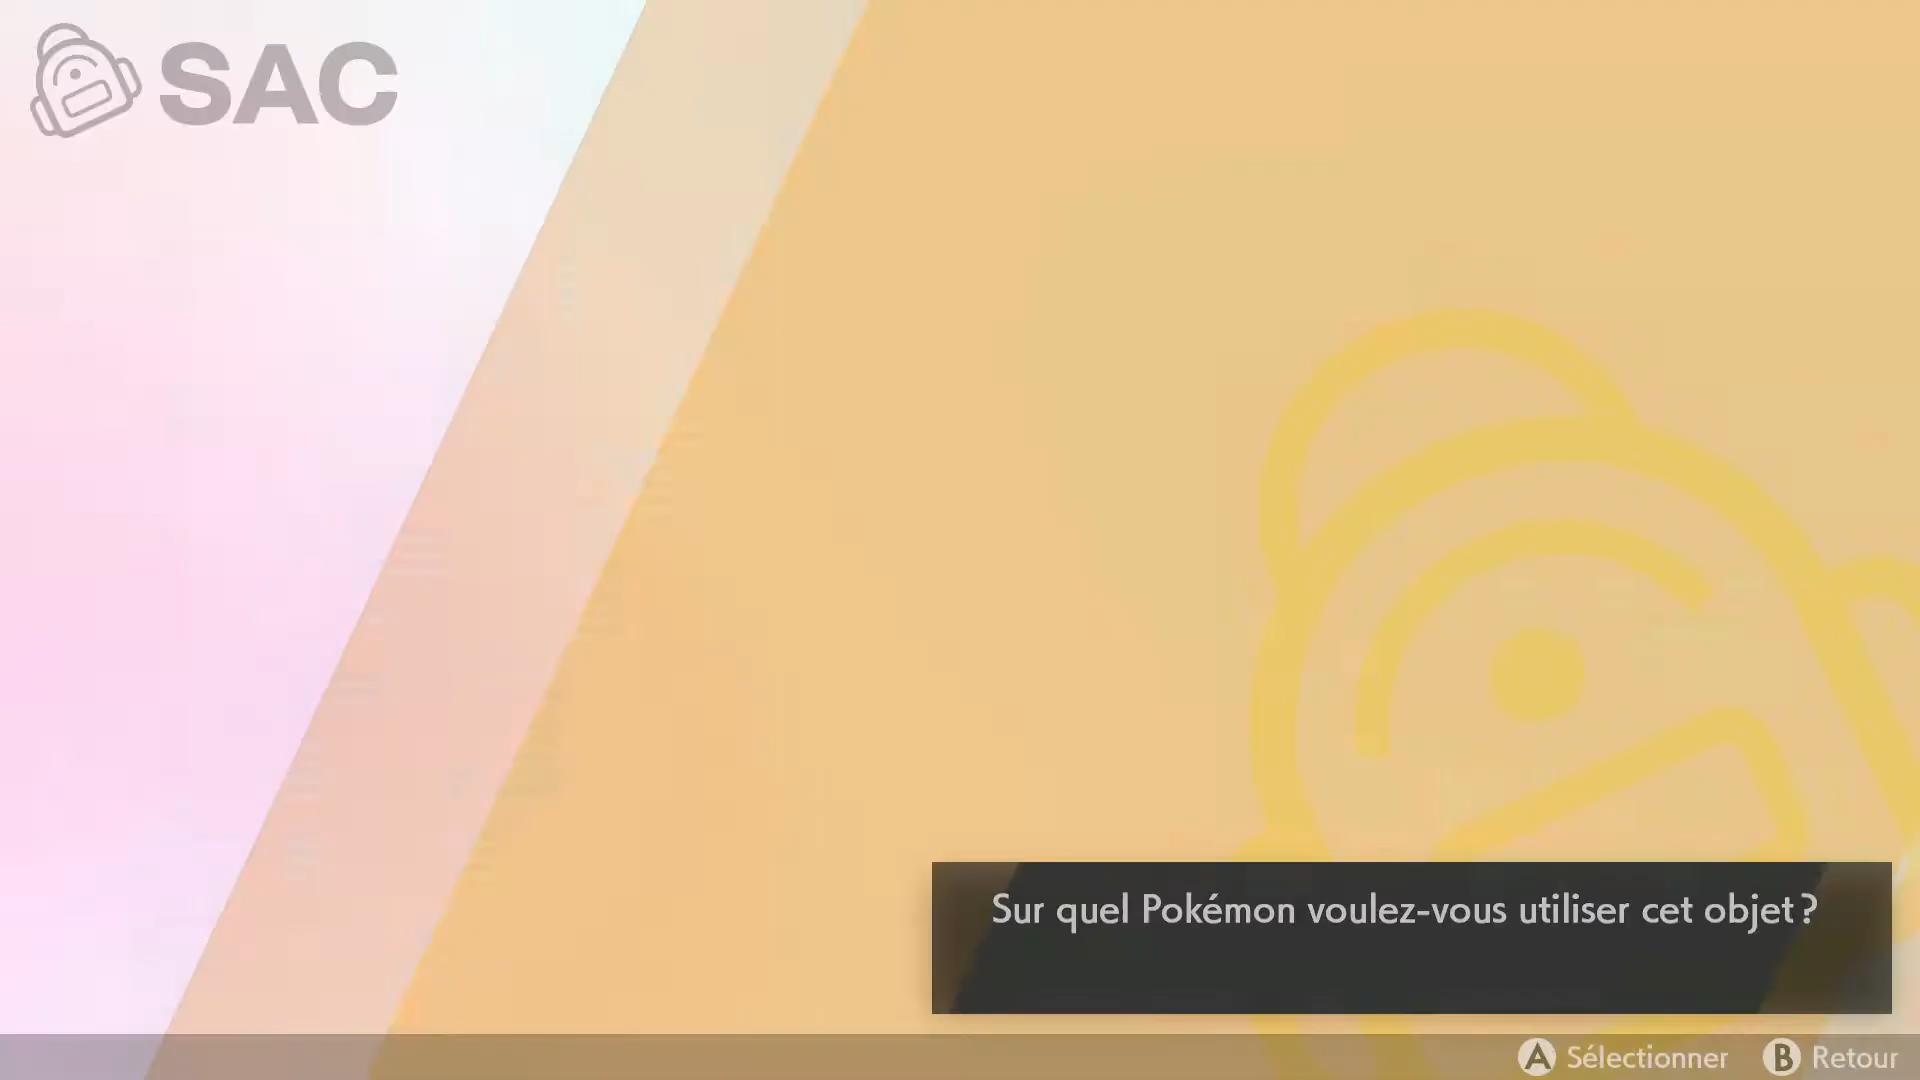 SAC
Sur quel Pokémon voulez-vous utiliser cet objet ?
A Sélectionner B Retour